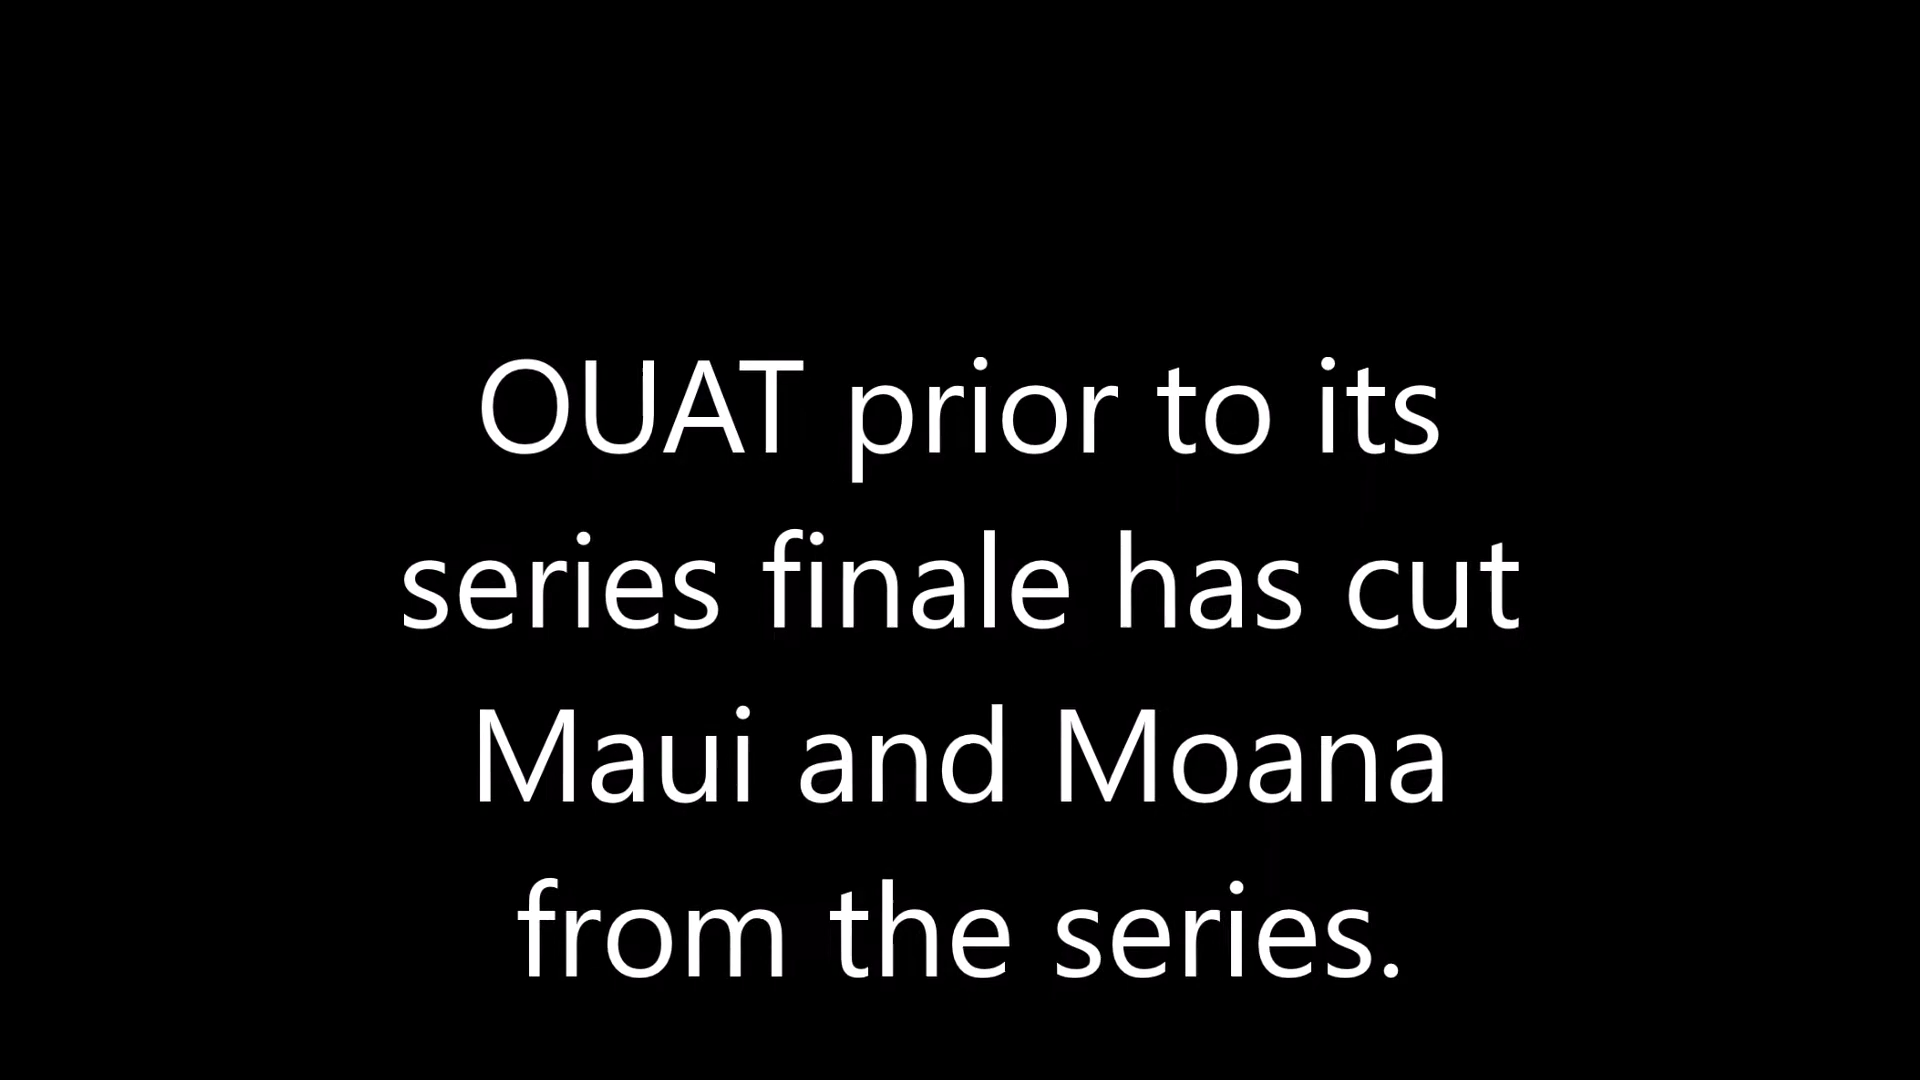 OUAT prior to its
series finale has cut
Maui and Moana
from the series.